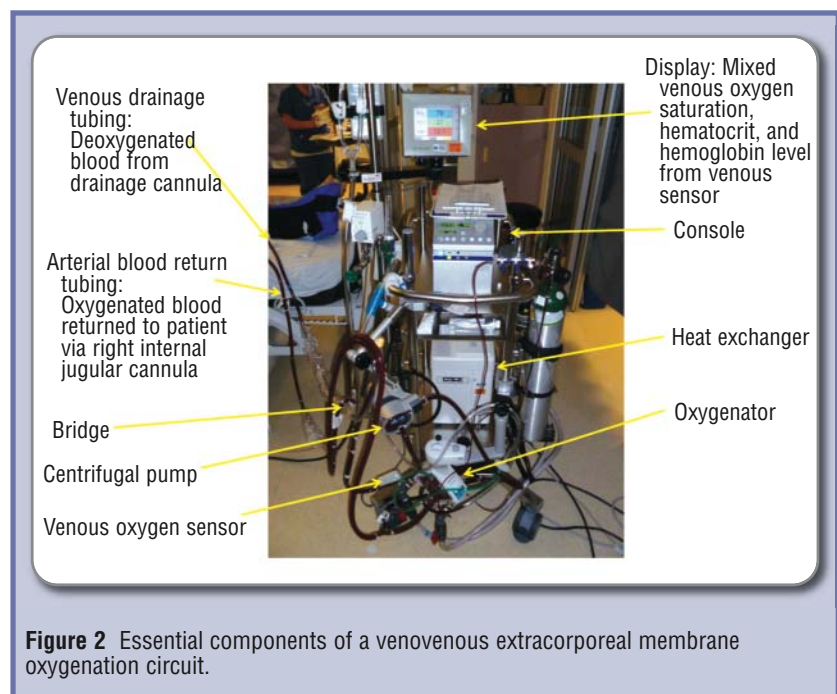 Venous drainage
tubing:
Deoxygenated
blood from
drainage cannula
Arterial blood return
tubing:
Oxygenated blood
returned to patient
via right internal
jugular cannula
Bridge
Centrifugal pump
Venous oxygen sensor
Display: Mixed
venous oxygen
saturation,
hematocrit, and
hemoglobin level
from venous
sensor
Console
Heat exchanger
Oxygenator
Figure 2 Essential components of a venovenous extracorporeal membrane
oxygenation circuit.